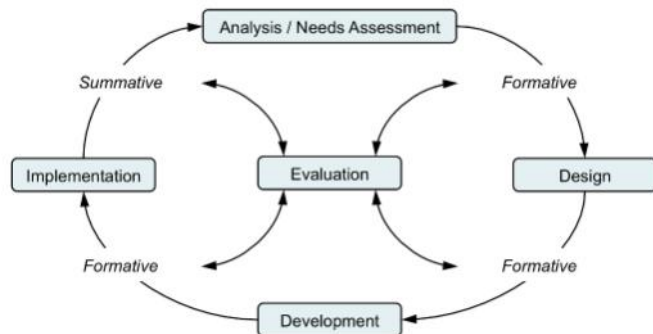 Analysis / Needs Assessment
Summative
Formative
Implementation
Evaluation
Design
Formative
Formative
Development